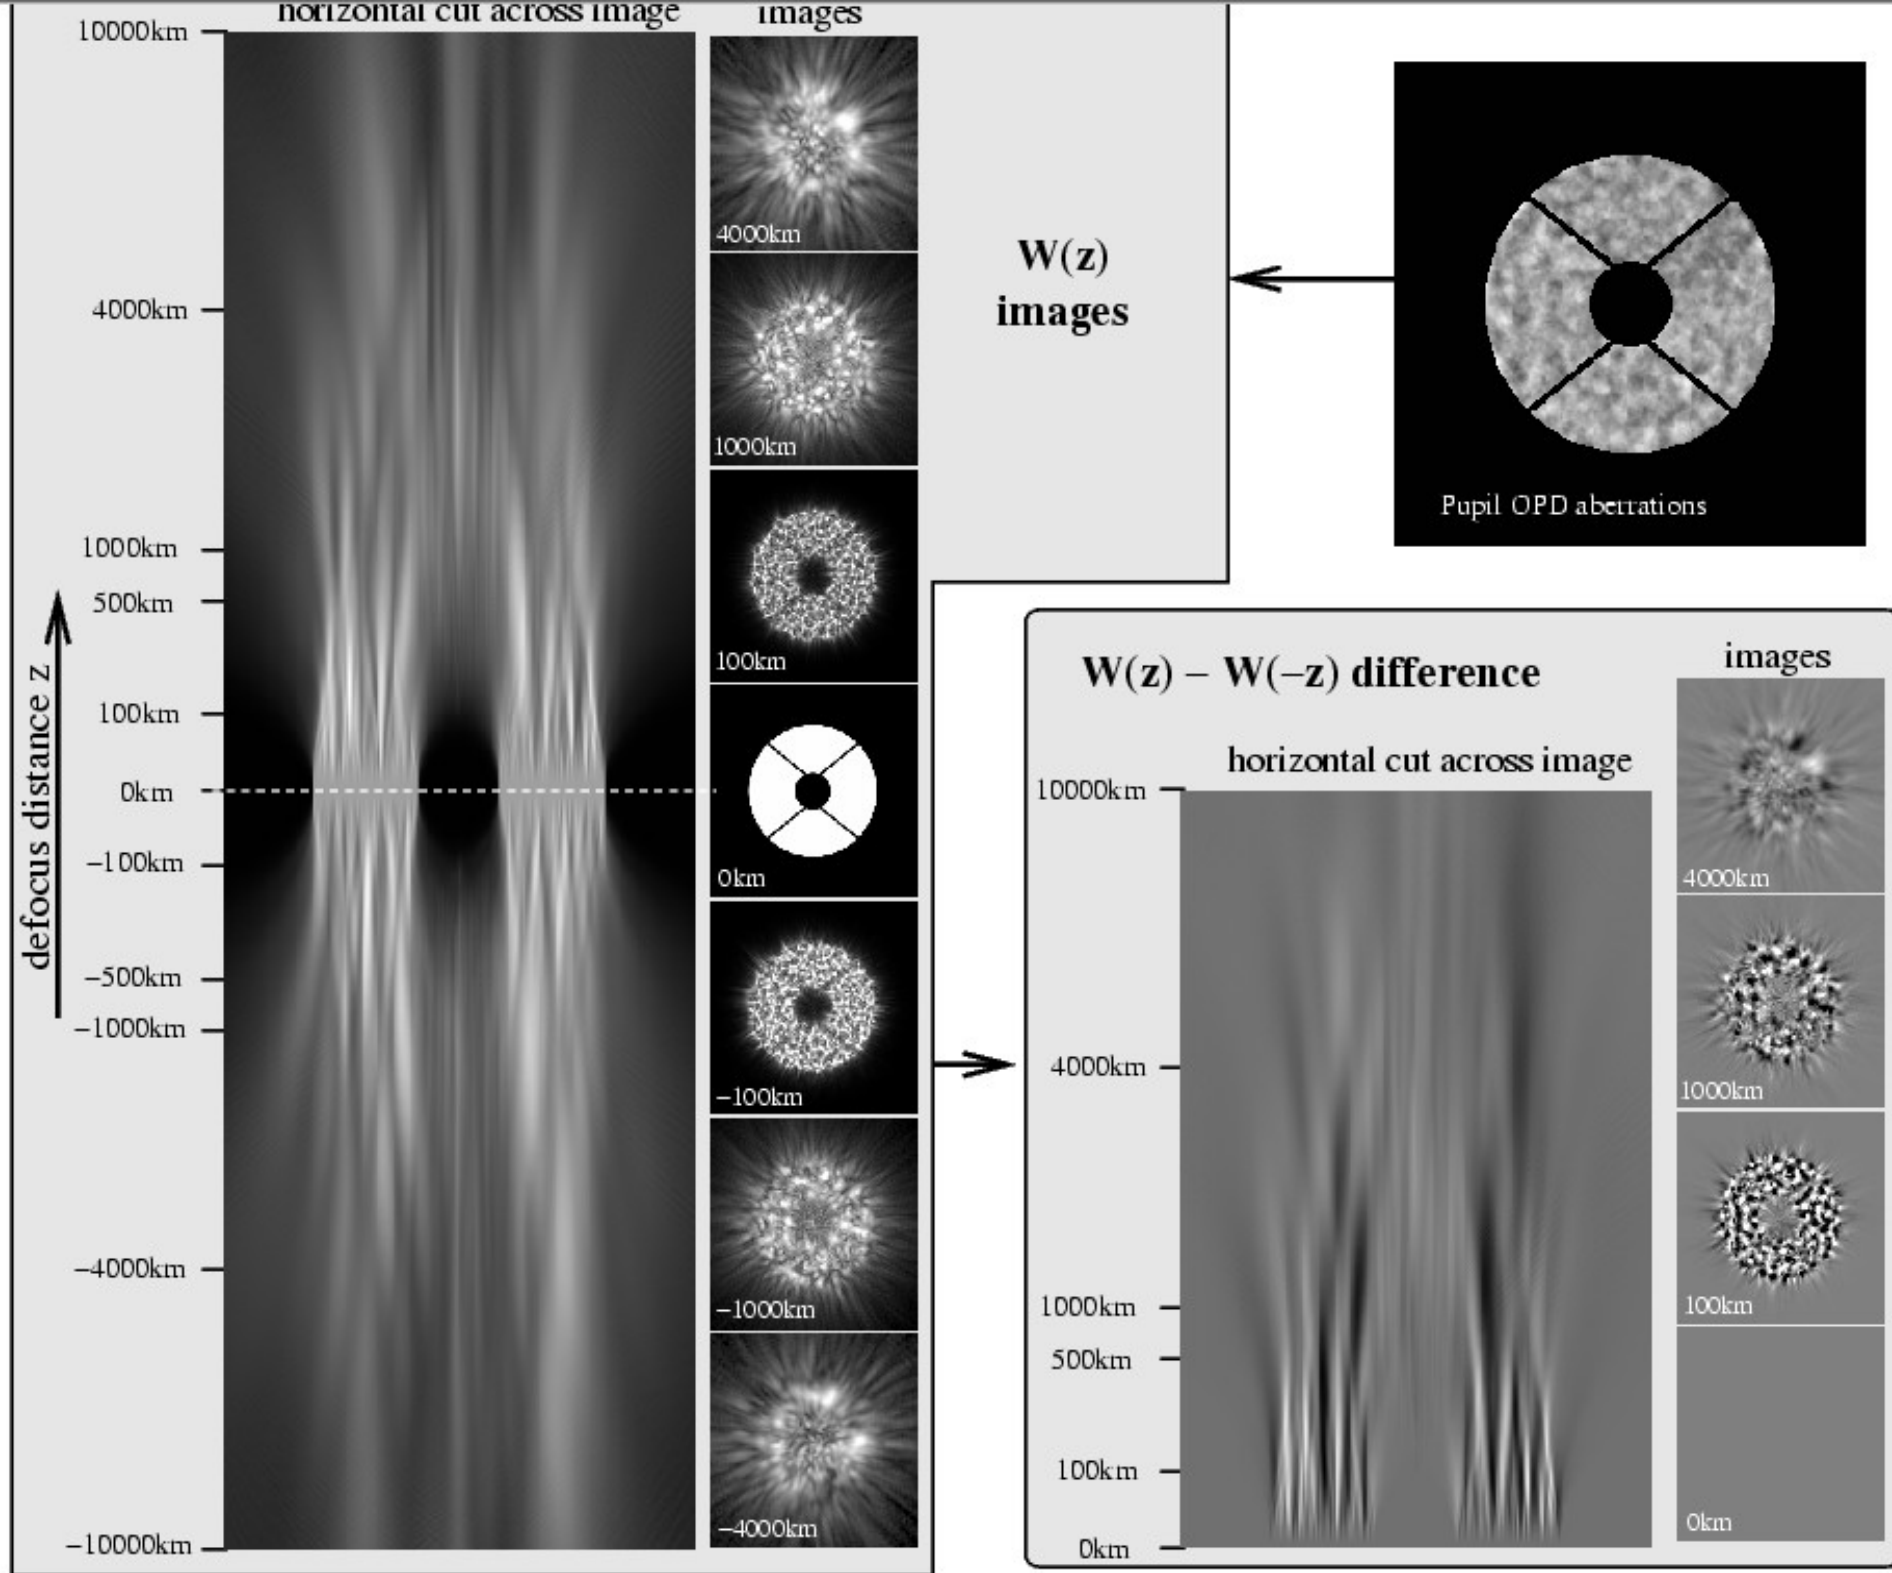 horizontal cut across image
images
10000km
4000km
1000km
500km
100km
0km
−100km
−500km
−1000km
−4000km
−10000km
defocus distance z
4000km
1000km
100km
0km
−100km
−1000km
−4000km
W(z)
images
Pupil OPD aberrations
W(z) − W(−z) difference
images
horizontal cut across image
10000km
4000km
1000km
500km
100km
0km
4000km
1000km
100km
0km